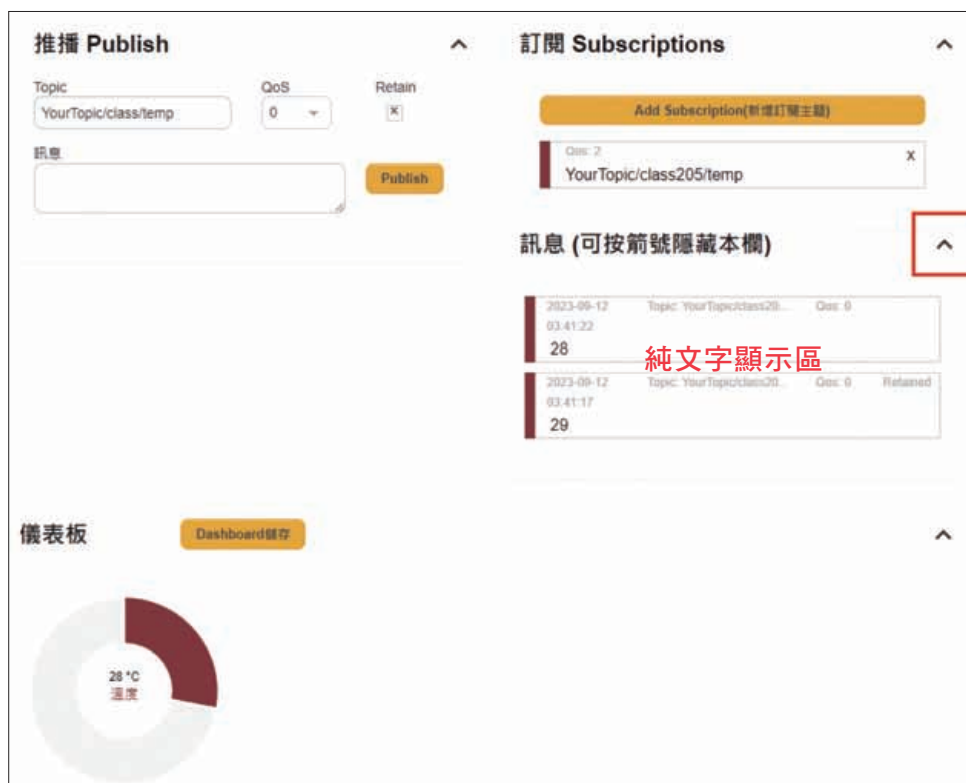 推播 Publish
Topic
QoS
Retain
YourTopic/class/temp
0
訊息
Publish
訂閱 Subscriptions
Add Subscription(新增訂閱主題)
Qos: 2
x
YourTopic/class205/temp
訊息 (可按箭號隱藏本欄)
2023-09-12
Topic: YourTopic/class20...
Qos: 0
03:41:22
28
純文字顯示區
2023-09-12
Topic: YourTopic/class20...
Qos: 0
Retained
03:41:17
29
儀表板
Dashboard儲存
28 °C
溫度